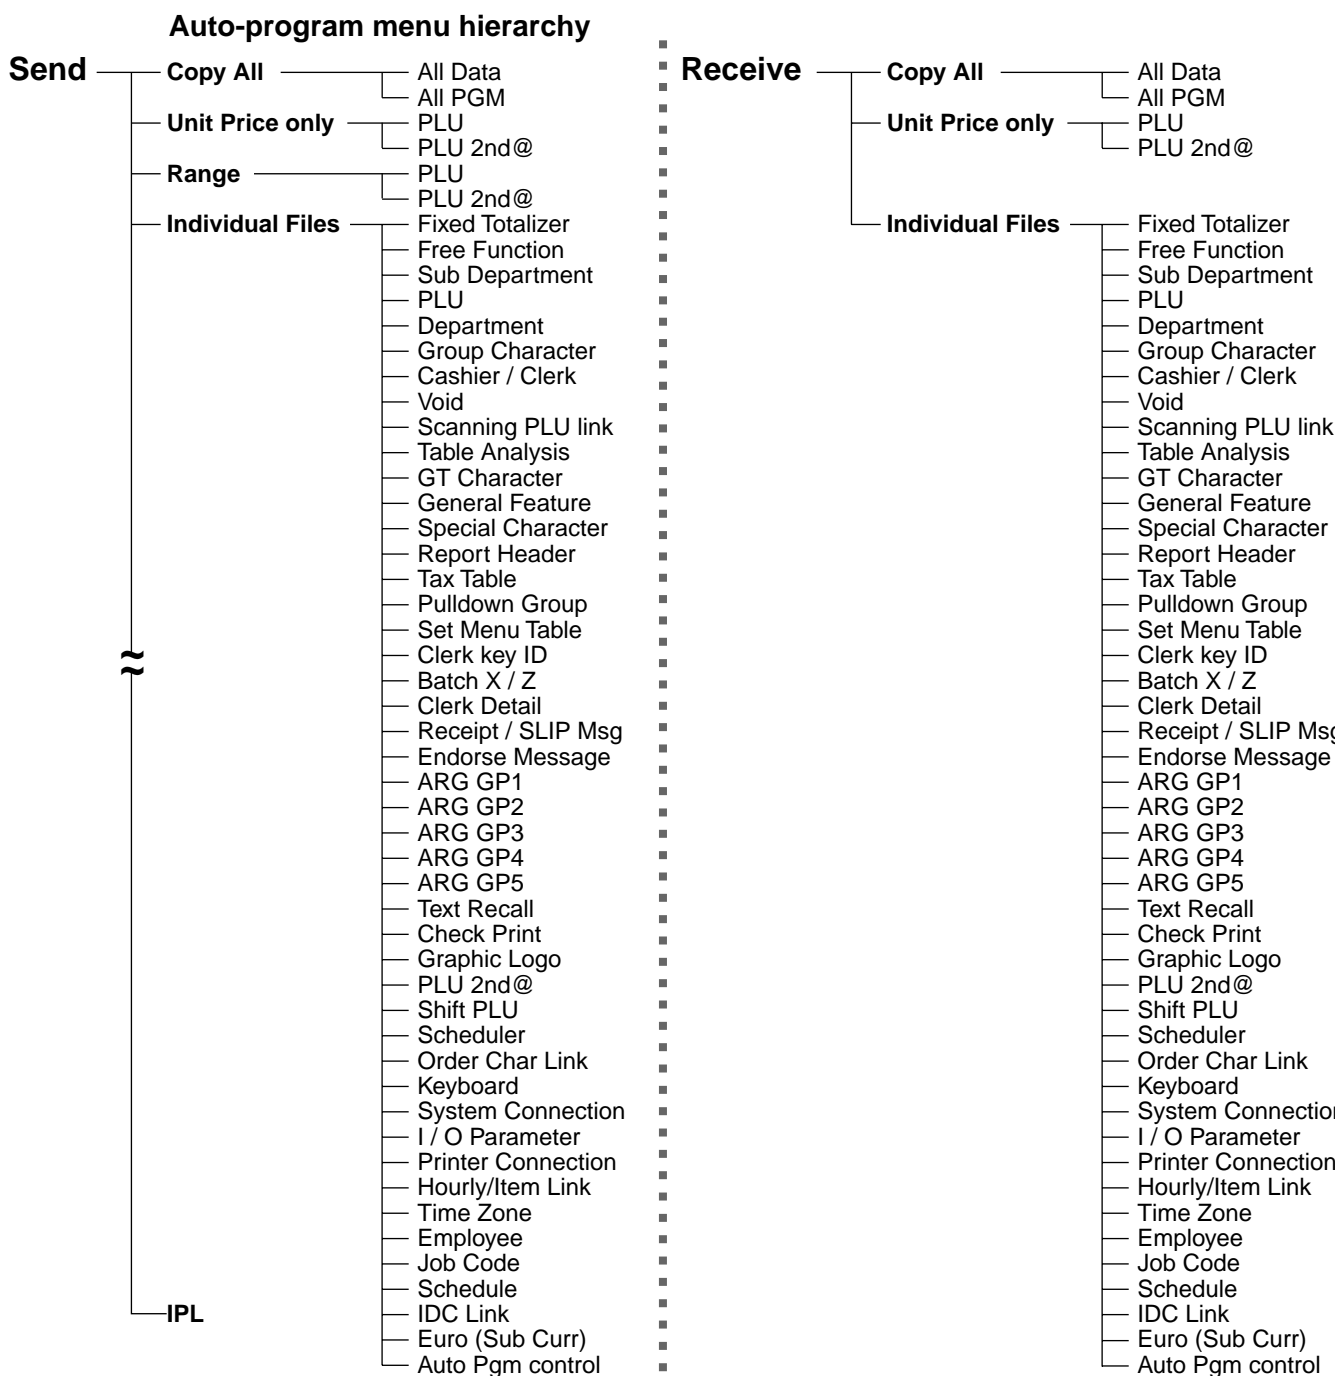 Auto-program menu hierarchy
Send
Copy All
All Data
All PGM
Unit Price only
PLU
PLU 2nd@
Range
PLU
PLU 2nd@
Individual Files
Fixed Totalizer
Free Function
Sub Department
PLU
Department
Group Character
Cashier / Clerk
Void
Scanning PLU link
Table Analysis
GT Character
General Feature
Special Character
Report Header
Tax Table
Pulldown Group
Set Menu Table
Clerk key ID
Batch X / Z
Clerk Detail
Receipt / SLIP Msg
Endorse Message
ARG GP1
ARG GP2
ARG GP3
ARG GP4
ARG GP5
Text Recall
Check Print
Graphic Logo
PLU 2nd@
Shift PLU
Scheduler
Order Char Link
Keyboard
System Connection
I / O Parameter
Printer Connection
Hourly/Item Link
Time Zone
Employee
Job Code
Schedule
IDC Link
Euro (Sub Curr)
Auto Pgm control
IPL
Receive
Copy All
All Data
All PGM
Unit Price only
PLU
PLU 2nd@
Individual Files
Fixed Totalizer
Free Function
Sub Department
PLU
Department
Group Character
Cashier / Clerk
Void
Scanning PLU link
Table Analysis
GT Character
General Feature
Special Character
Report Header
Tax Table
Pulldown Group
Set Menu Table
Clerk key ID
Batch X / Z
Clerk Detail
Receipt / SLIP Msg
Endorse Message
ARG GP1
ARG GP2
ARG GP3
ARG GP4
ARG GP5
Text Recall
Check Print
Graphic Logo
PLU 2nd@
Shift PLU
Scheduler
Order Char Link
Keyboard
System Connection
I / O Parameter
Printer Connection
Hourly/Item Link
Time Zone
Employee
Job Code
Schedule
IDC Link
Euro (Sub Curr)
Auto Pgm control